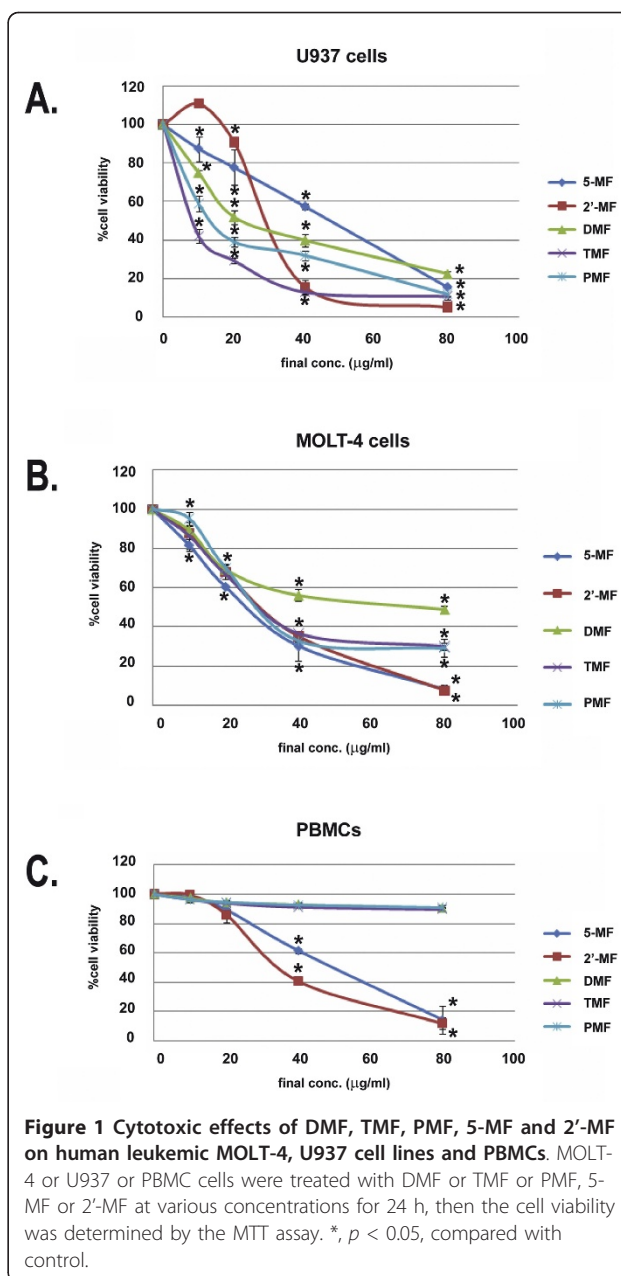 U937 cells
A.
120
100
80
60
40
20
0
%cell viability
0 20 40 60 80 100
final conc. (µg/ml)
* * * * * * * * * * * * * * * * *
5-MF
2'-MF
DMF
TMF
PMF
MOLT-4 cells
B.
120
100
80
60
40
20
0
%cell viability
0 20 40 60 80 100
final conc. (µg/ml)
* * * * * * * * * * * *
5-MF
2'-MF
DMF
TMF
PMF
PBMCs
C.
120
100
80
60
40
20
0
%cell viability
0 20 40 60 80 100
final conc. (µg/ml)
* * * *
5-MF
2'-MF
DMF
TMF
PMF
Figure 1 Cytotoxic effects of DMF, TMF, PMF, 5-MF and 2'-MF
on human leukemic MOLT-4, U937 cell lines and PBMCs. MOLT-
4 or U937 or PBMC cells were treated with DMF or TMF or PMF, 5-
MF or 2'-MF at various concentrations for 24 h, then the cell viability
was determined by the MTT assay. *, p < 0.05, compared with
control.